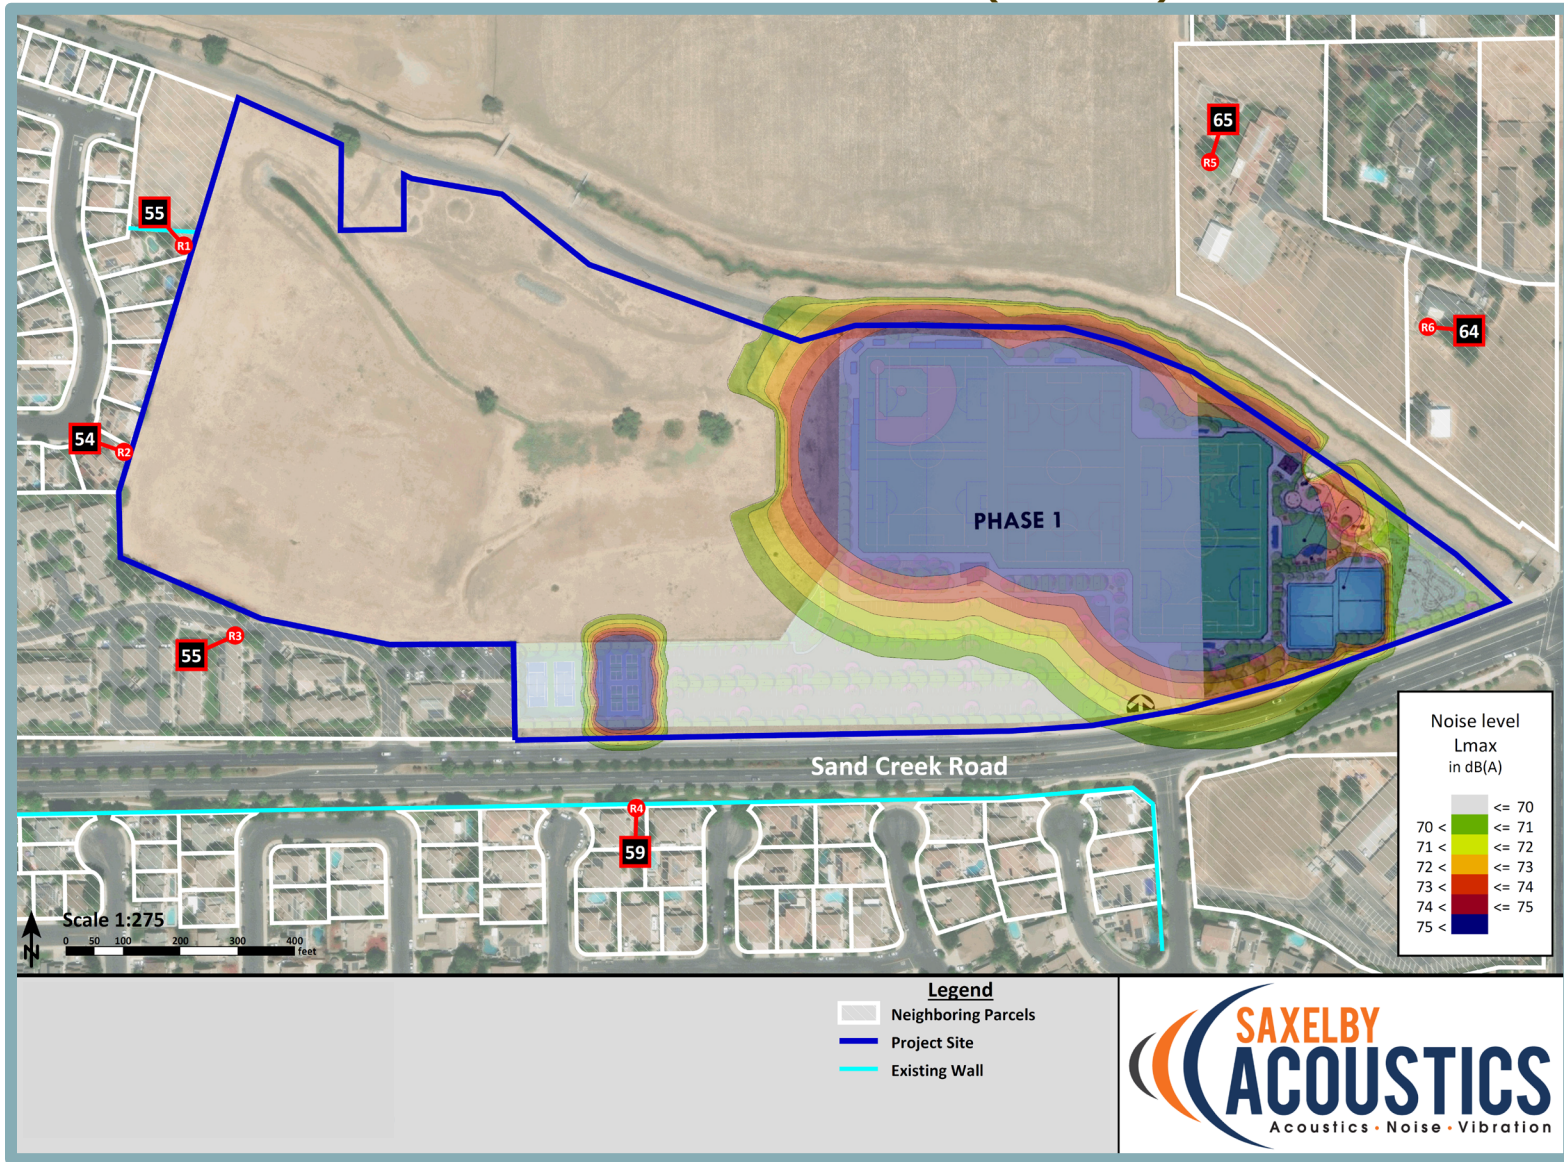 65
R5
55
R1
R6 64
54
R2
PHASE 1
R3
55
Sand Creek Road
R4
59
Noise level
Lmax
in dB(A)
<= 70
70 < <= 71
71 < <= 72
72 < <= 73
73 < <= 74
74 < <= 75
75 <
Scale 1:275
0 50 100 200 300 400
feet
N
Legend
Neighboring Parcels
Project Site
Existing Wall
SAXELBY
ACOUSTICS
Acoustics • Noise • Vibration